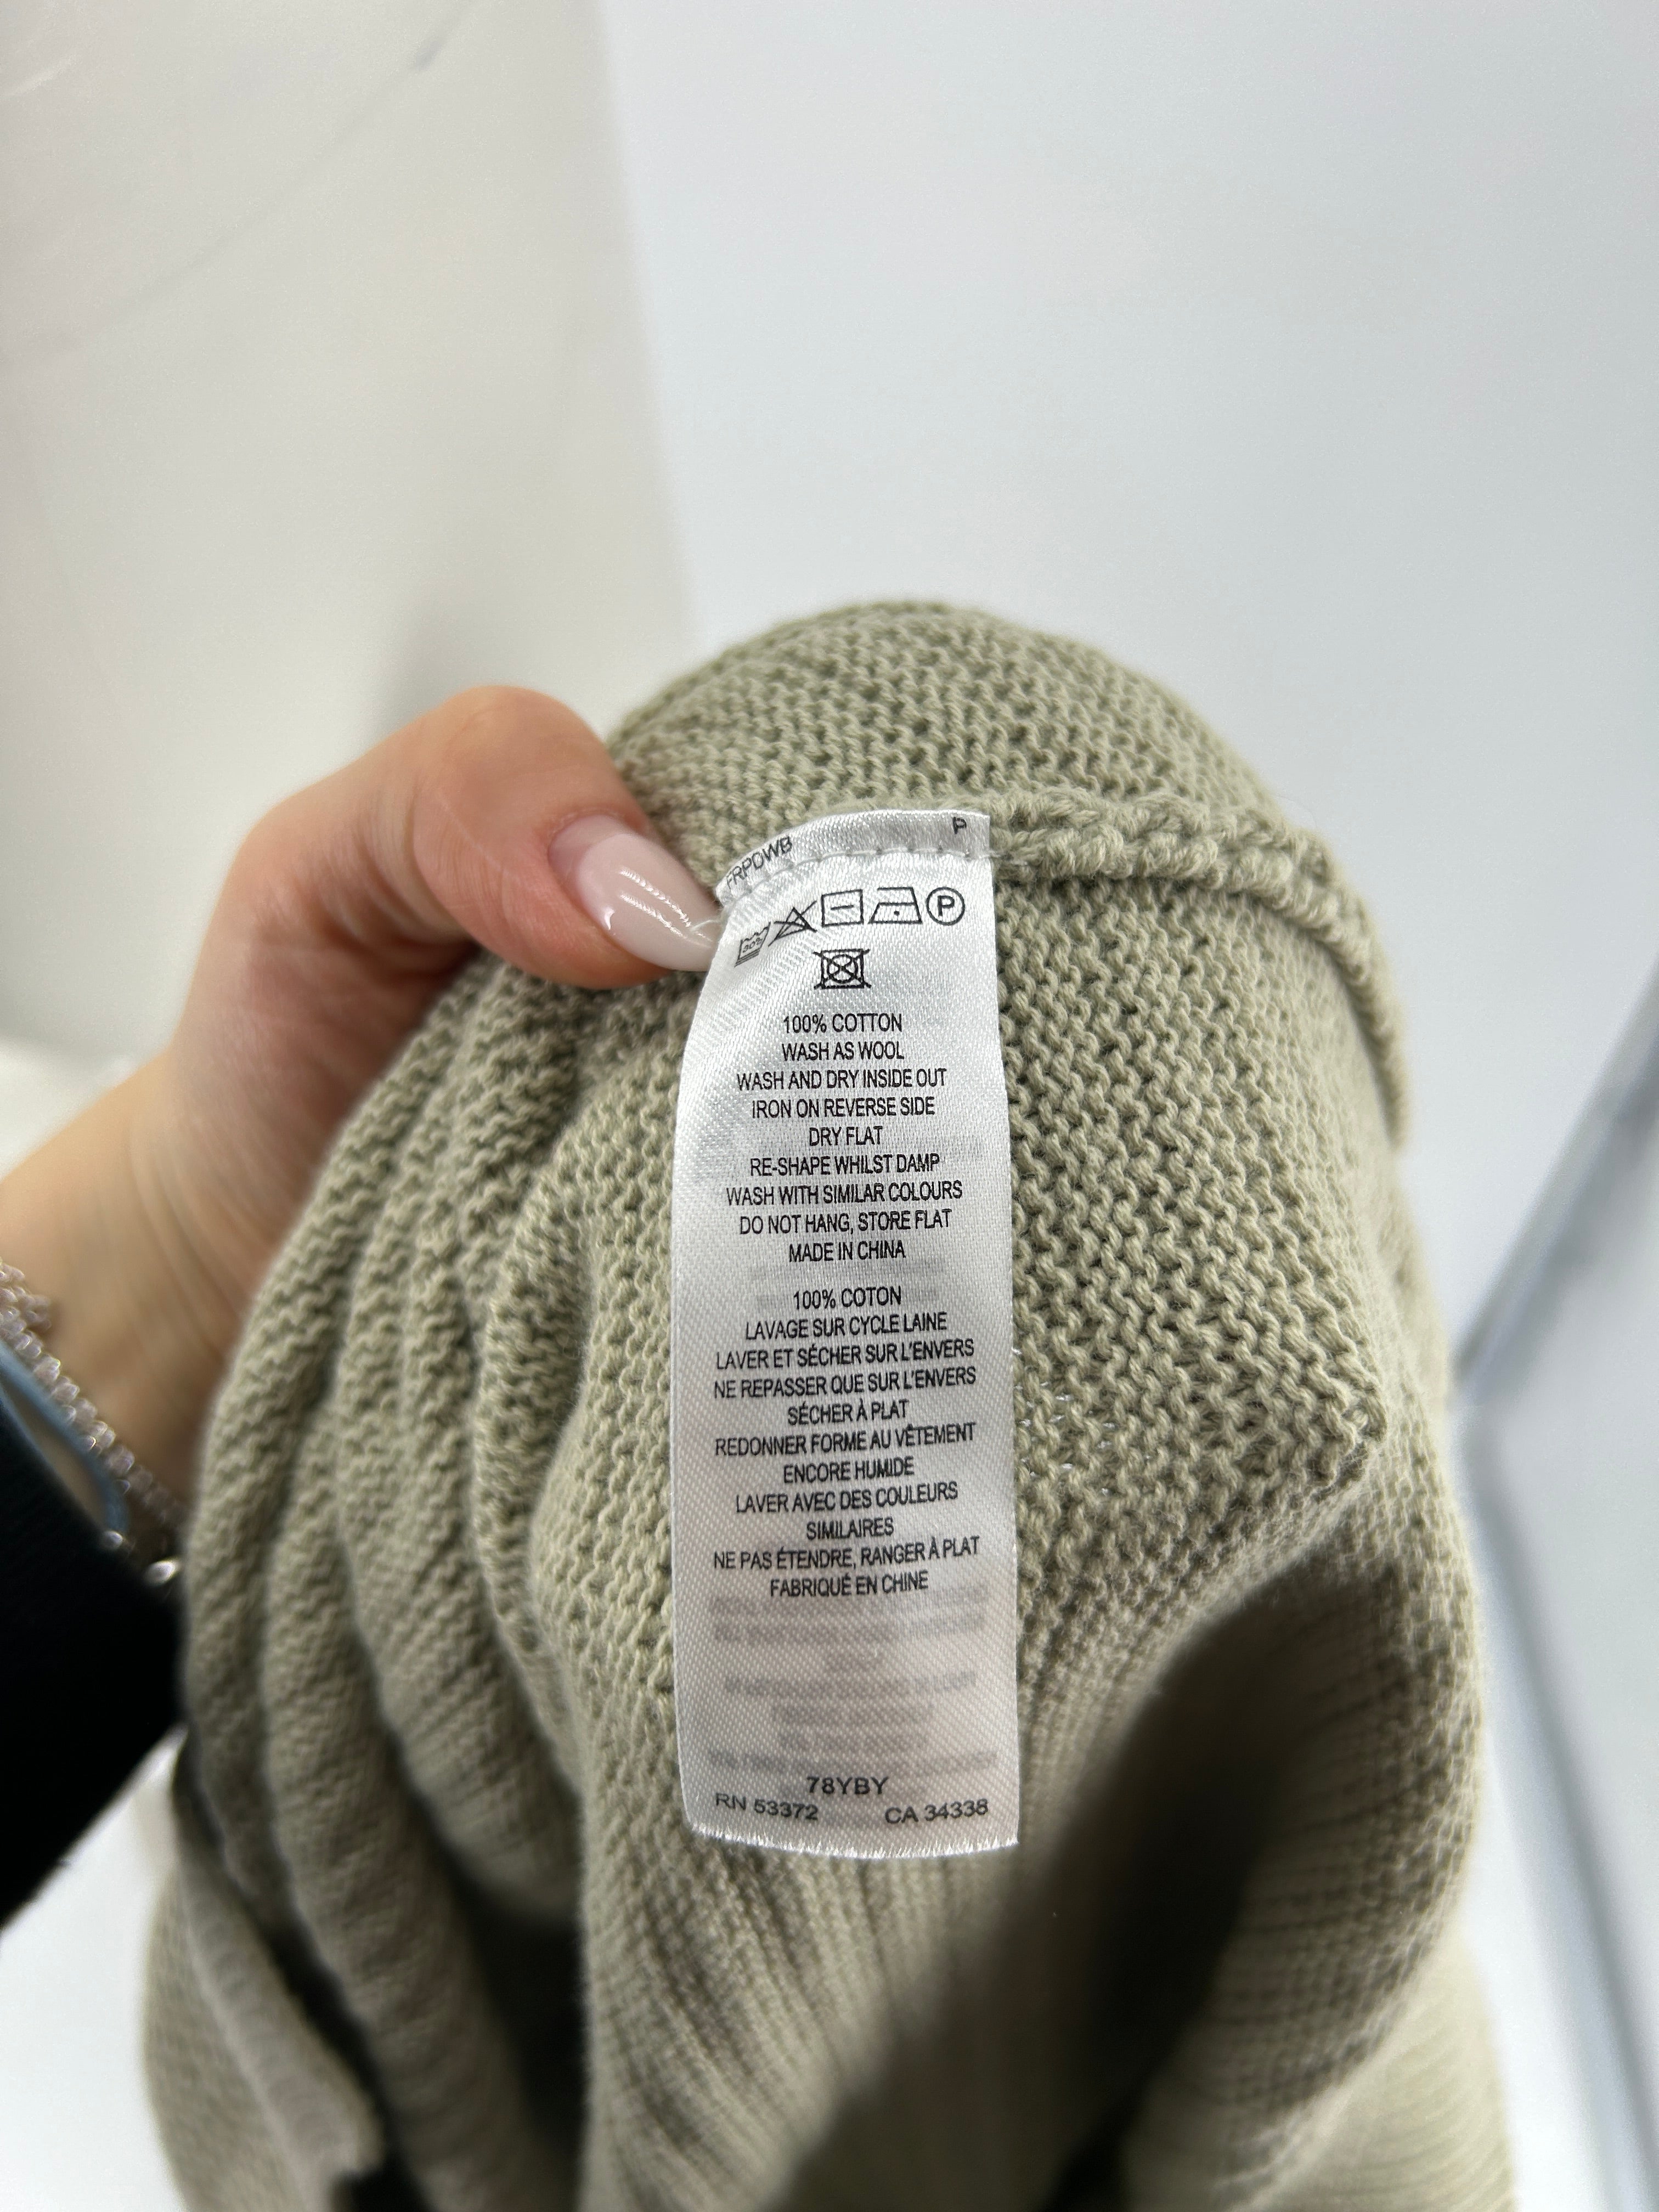 FRPDWB P
30°
P
100% COTTON
WASH AS WOOL
WASH AND DRY INSIDE OUT
IRON ON REVERSE SIDE
DRY FLAT
RE-SHAPE WHILST DAMP
WASH WITH SIMILAR COLOURS
DO NOT HANG, STORE FLAT
MADE IN CHINA
100% COTON
LAVAGE SUR CYCLE LAINE
LAVER ET SÉCHER SUR L'ENVERS
NE REPASSER QUE SUR L'ENVERS
SÉCHER À PLAT
REDONNER FORME AU VÊTEMENT
ENCORE HUMIDE
LAVER AVEC DES COULEURS
SIMILAIRES
NE PAS ÉTENDRE, RANGER À PLAT
FABRIQUÉ EN CHINE
78YBY
RN 53372 CA 34338